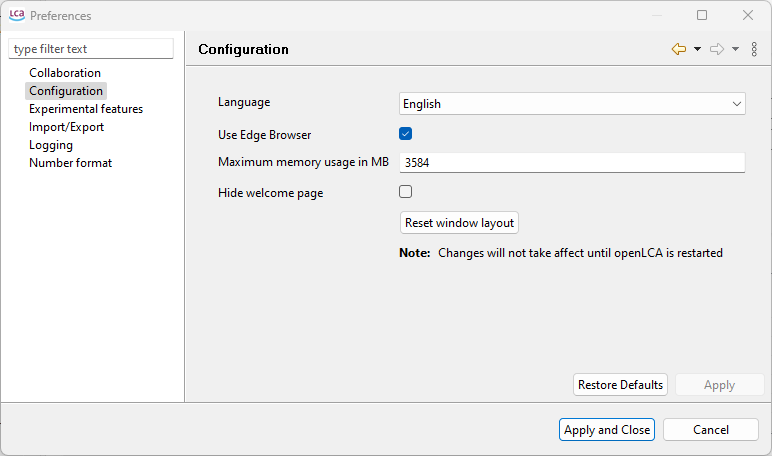 LCA Preferences
type filter text
Collaboration
Configuration
Experimental features
Import/Export
Logging
Number format
Configuration
Language English
Use Edge Browser
Maximum memory usage in MB 3584
Hide welcome page
Reset window layout
Note: Changes will not take affect until openLCA is restarted
Restore Defaults Apply
Apply and Close Cancel